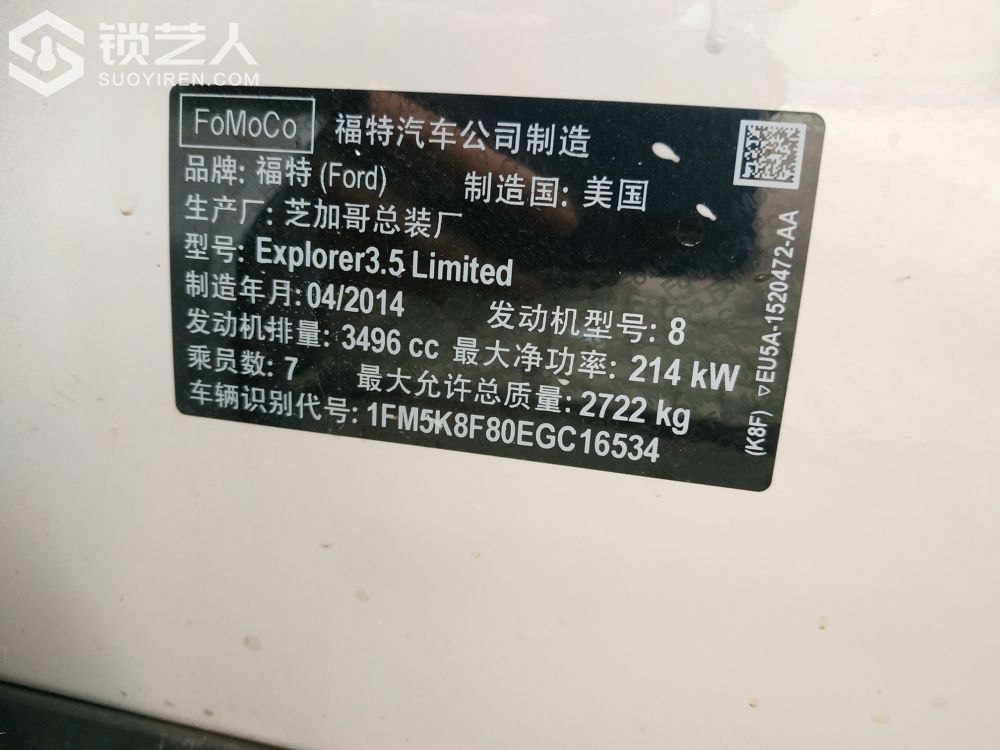 锁艺人
SUOYIREN.COM
FoMoCo 福特汽车公司制造
品牌: 福特 (Ford) 制造国: 美国
生产厂: 芝加哥总装厂
型号: Explorer3.5 Limited
制造年月: 04/2014 发动机型号: 8
发动机排量: 3496 cc 最大净功率: 214 kW
乘员数: 7 最大允许总质量: 2722 kg
车辆识别代号: 1FM5K8F80EGC16534
(K8F) ▽EU5A-1520472-AA